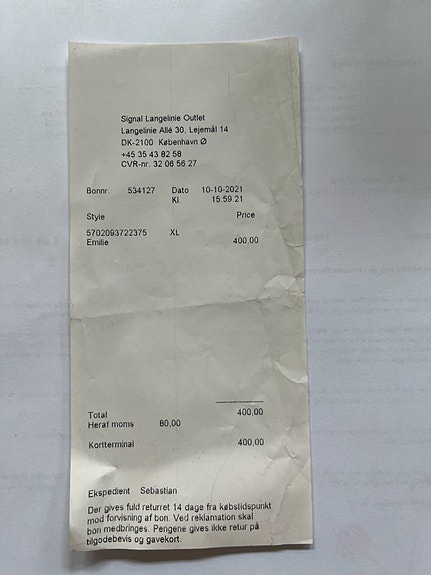 Signal Langelinie Outlet
Langelinie Allé 30, Lejemål 14
DK-2100 København Ø
+45 35 43 82 58
CVR-nr. 32 06 56 27
Bonnr. 534127 Dato 10-10-2021
Kl. 15.59.21
Style Price
5702093722375 XL
Emilie 400,00
Total 400,00
Heraf moms 80,00
Kortterminal 400,00
Ekspedient Sebastian
Der gives fuld returret 14 dage fra købstidspunkt
mod forvisning af bon. Ved reklamation skal
bon medbringes. Pengene gives ikke retur på
tilgodebevis og gavekort.